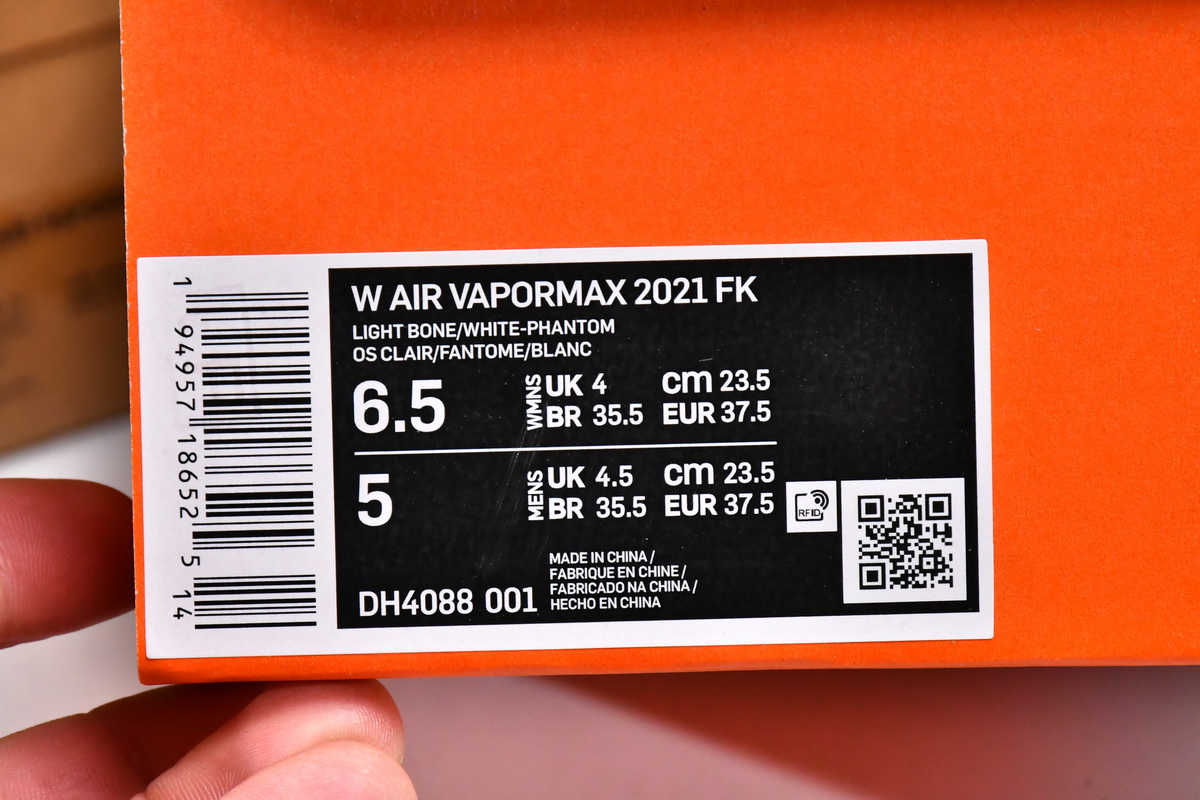 W AIR VAPORMAX 2021 FK
LIGHT BONE/WHITE-PHANTOM
OS CLAIR/FANTOME/BLANC
6.5 WMNS UK 4 cm 23.5
BR 35.5 EUR 37.5
5 MENS UK 4.5 cm 23.5
BR 35.5 EUR 37.5
RFID
MADE IN CHINA /
FABRIQUE EN CHINE /
FABRICADO NA CHINA /
HECHO EN CHINA
DH4088 001
1 94957 18652 5 14